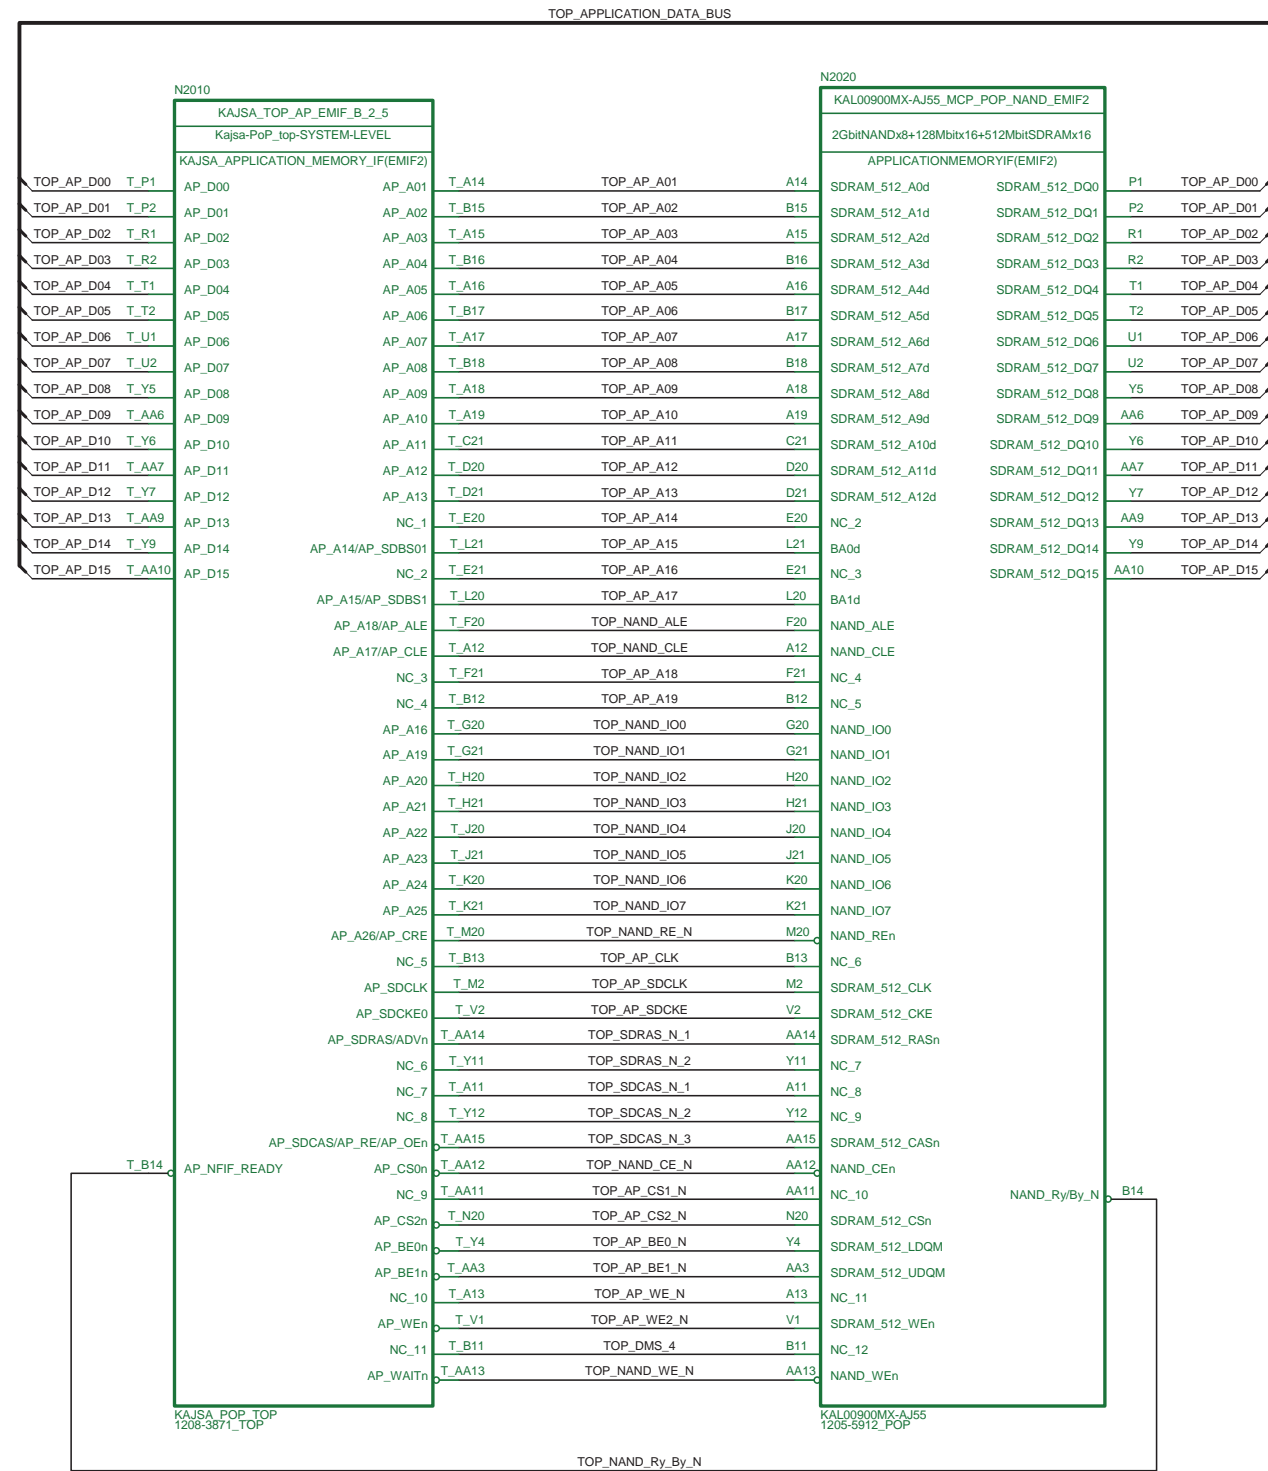 TOP_APPLICATION_DATA_BUS
N2010 N2020
KAJSA_TOP_AP_EMIF_B_2_5 KAL00900MX-AJ55_MCP_POP_NAND_EMIF2
Kajsa-PoP_top-SYSTEM-LEVEL 2GbitNANDx8+128Mbitx16+512MbitSDRAMx16
KAJSA_APPLICATION_MEMORY_IF(EMIF2) APPLICATIONMEMORYIF(EMIF2)
TOP_AP_D00 T_P1 AP_D00 AP_A01 T_A14 TOP_AP_A01 A14 SDRAM_512_A0d SDRAM_512_DQ0 P1 TOP_AP_D00
TOP_AP_D01 T_P2 AP_D01 AP_A02 T_B15 TOP_AP_A02 B15 SDRAM_512_A1d SDRAM_512_DQ1 P2 TOP_AP_D01
TOP_AP_D02 T_R1 AP_D02 AP_A03 T_A15 TOP_AP_A03 A15 SDRAM_512_A2d SDRAM_512_DQ2 R1 TOP_AP_D02
TOP_AP_D03 T_R2 AP_D03 AP_A04 T_B16 TOP_AP_A04 B16 SDRAM_512_A3d SDRAM_512_DQ3 R2 TOP_AP_D03
TOP_AP_D04 T_T1 AP_D04 AP_A05 T_A16 TOP_AP_A05 A16 SDRAM_512_A4d SDRAM_512_DQ4 T1 TOP_AP_D04
TOP_AP_D05 T_T2 AP_D05 AP_A06 T_B17 TOP_AP_A06 B17 SDRAM_512_A5d SDRAM_512_DQ5 T2 TOP_AP_D05
TOP_AP_D06 T_U1 AP_D06 AP_A07 T_A17 TOP_AP_A07 A17 SDRAM_512_A6d SDRAM_512_DQ6 U1 TOP_AP_D06
TOP_AP_D07 T_U2 AP_D07 AP_A08 T_B18 TOP_AP_A08 B18 SDRAM_512_A7d SDRAM_512_DQ7 U2 TOP_AP_D07
TOP_AP_D08 T_Y5 AP_D08 AP_A09 T_A18 TOP_AP_A09 A18 SDRAM_512_A8d SDRAM_512_DQ8 Y5 TOP_AP_D08
TOP_AP_D09 T_AA6 AP_D09 AP_A10 T_A19 TOP_AP_A10 A19 SDRAM_512_A9d SDRAM_512_DQ9 AA6 TOP_AP_D09
TOP_AP_D10 T_Y6 AP_D10 AP_A11 T_C21 TOP_AP_A11 C21 SDRAM_512_A10d SDRAM_512_DQ10 Y6 TOP_AP_D10
TOP_AP_D11 T_AA7 AP_D11 AP_A12 T_D20 TOP_AP_A12 D20 SDRAM_512_A11d SDRAM_512_DQ11 AA7 TOP_AP_D11
TOP_AP_D12 T_Y7 AP_D12 AP_A13 T_D21 TOP_AP_A13 D21 SDRAM_512_A12d SDRAM_512_DQ12 Y7 TOP_AP_D12
TOP_AP_D13 T_AA9 AP_D13 NC_1 T_E20 TOP_AP_A14 E20 NC_2 SDRAM_512_DQ13 AA9 TOP_AP_D13
TOP_AP_D14 T_Y9 AP_D14 AP_A14/AP_SDBS01 T_L21 TOP_AP_A15 L21 BA0d SDRAM_512_DQ14 Y9 TOP_AP_D14
TOP_AP_D15 T_AA10 AP_D15 NC_2 T_E21 TOP_AP_A16 E21 NC_3 SDRAM_512_DQ15 AA10 TOP_AP_D15
AP_A15/AP_SDBS1 T_L20 TOP_AP_A17 L20 BA1d
AP_A18/AP_ALE T_F20 TOP_NAND_ALE F20 NAND_ALE
AP_A17/AP_CLE T_A12 TOP_NAND_CLE A12 NAND_CLE
NC_3 T_F21 TOP_AP_A18 F21 NC_4
NC_4 T_B12 TOP_AP_A19 B12 NC_5
AP_A16 T_G20 TOP_NAND_IO0 G20 NAND_IO0
AP_A19 T_G21 TOP_NAND_IO1 G21 NAND_IO1
AP_A20 T_H20 TOP_NAND_IO2 H20 NAND_IO2
AP_A21 T_H21 TOP_NAND_IO3 H21 NAND_IO3
AP_A22 T_J20 TOP_NAND_IO4 J20 NAND_IO4
AP_A23 T_J21 TOP_NAND_IO5 J21 NAND_IO5
AP_A24 T_K20 TOP_NAND_IO6 K20 NAND_IO6
AP_A25 T_K21 TOP_NAND_IO7 K21 NAND_IO7
AP_A26/AP_CRE T_M20 TOP_NAND_RE_N M20 NAND_REn
NC_5 T_B13 TOP_AP_CLK B13 NC_6
AP_SDCLK T_M2 TOP_AP_SDCLK M2 SDRAM_512_CLK
AP_SDCKE0 T_V2 TOP_AP_SDCKE V2 SDRAM_512_CKE
AP_SDRAS/ADVn T_AA14 TOP_SDRAS_N_1 AA14 SDRAM_512_RASn
NC_6 T_Y11 TOP_SDRAS_N_2 Y11 NC_7
NC_7 T_A11 TOP_SDCAS_N_1 A11 NC_8
NC_8 T_Y12 TOP_SDCAS_N_2 Y12 NC_9
AP_SDCAS/AP_RE/AP_OEn T_AA15 TOP_SDCAS_N_3 AA15 SDRAM_512_CASn
T_B14 AP_NFIF_READY AP_CS0n T_AA12 TOP_NAND_CE_N AA12 NAND_CEn
NC_9 T_AA11 TOP_AP_CS1_N AA11 NC_10 NAND_Ry/By_N B14
AP_CS2n T_N20 TOP_AP_CS2_N N20 SDRAM_512_CSn
AP_BE0n T_Y4 TOP_AP_BE0_N Y4 SDRAM_512_LDQM
AP_BE1n T_AA3 TOP_AP_BE1_N AA3 SDRAM_512_UDQM
NC_10 T_A13 TOP_AP_WE_N A13 NC_11
AP_WEn T_V1 TOP_AP_WE2_N V1 SDRAM_512_WEn
NC_11 T_B11 TOP_DMS_4 B11 NC_12
AP_WAITn T_AA13 TOP_NAND_WE_N AA13 NAND_WEn
KAJSA_POP_TOP KAL00900MX-AJ55
1208-3871_TOP 1205-5912_POP
TOP_NAND_Ry_By_N